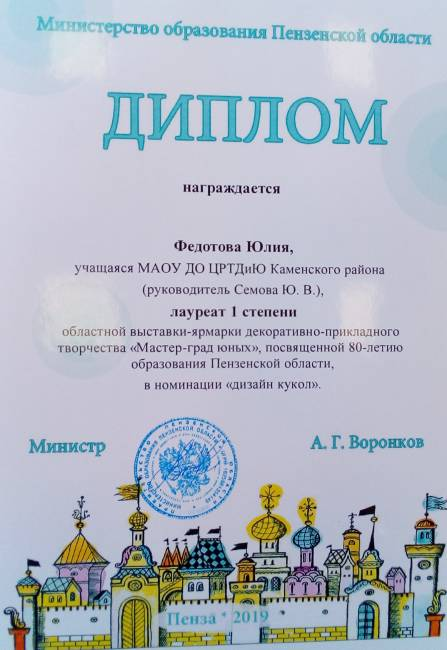 Министерство образования Пензенской области
ДИПЛОМ
награждается
Федотова Юлия,
учащаяся МАОУ ДО ЦРТДиЮ Каменского района
(руководитель Семова Ю. В.),
лауреат 1 степени
областной выставки-ярмарки декоративно-прикладного
творчества «Мастер-град юных», посвященной 80-летию
образования Пензенской области,
в номинации «дизайн кукол».
Министр
А. Г. Воронков
Пенза * 2019